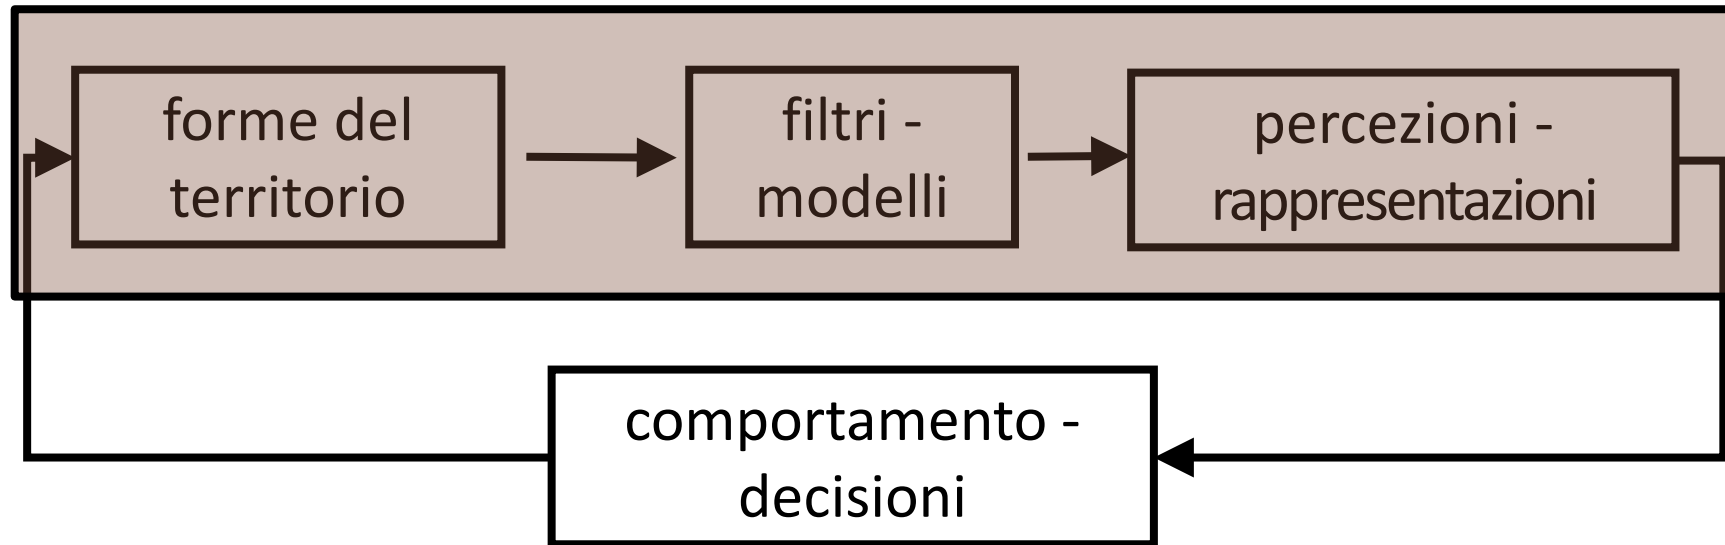 forme del
territorio
filtri -
modelli
percezioni -
rappresentazioni
comportamento -
decisioni